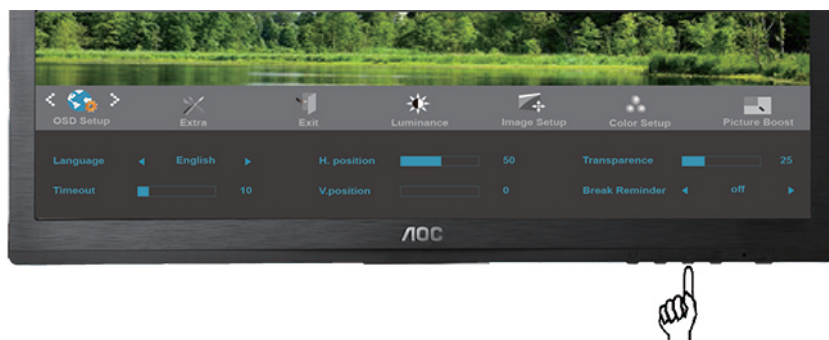 OSD Setup Extra Exit Luminance Image Setup Color Setup Picture Boost
Language English H. position 50 Transparence 25
Timeout 10 V.position 0 Break Reminder off
AOC